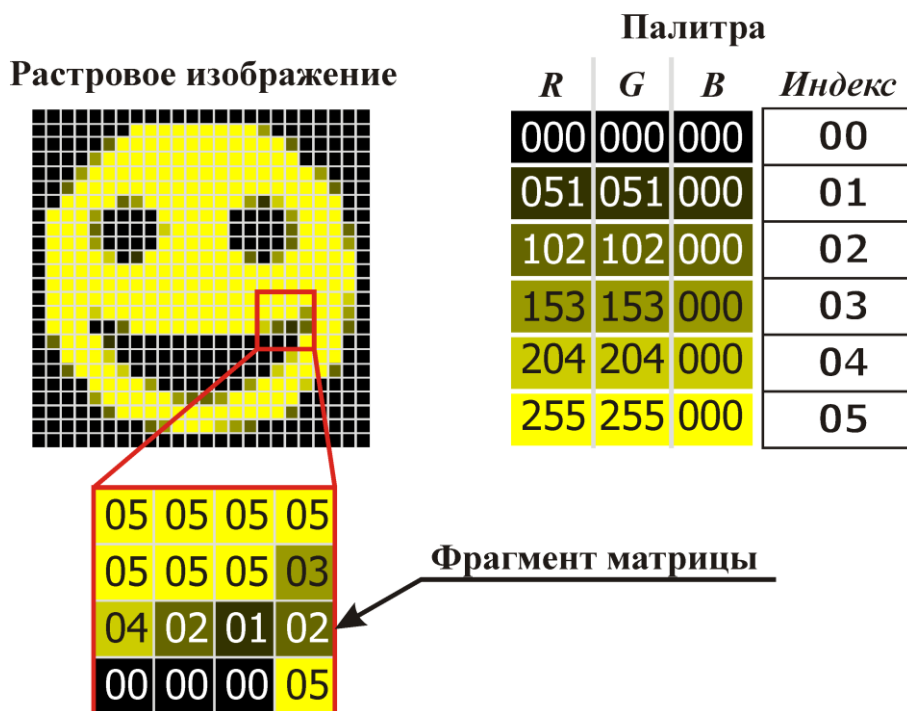 Палитра
Растровое изображение
R G B Индекс
000 000 000 00
051 051 000 01
102 102 000 02
153 153 000 03
204 204 000 04
255 255 000 05
05 05 05 05
05 05 05 03
Фрагмент матрицы
04 02 01 02
00 00 00 05